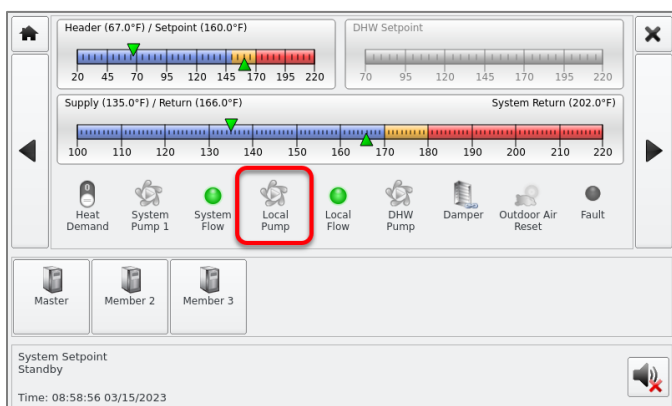 Header (67.0°F) / Setpoint (160.0°F)
DHW Setpoint
20 45 70 95 120 145 170 195 220
70 95 120 145 170 195 220
Supply (135.0°F) / Return (166.0°F) System Return (202.0°F)
100 110 120 130 140 150 160 170 180 190 200 210 220
Heat Demand
System Pump 1
System Flow
Local Pump
Local Flow
DHW Pump
Damper
Outdoor Air Reset
Fault
Master Member 2 Member 3
System Setpoint
Standby
Time: 08:58:56 03/15/2023